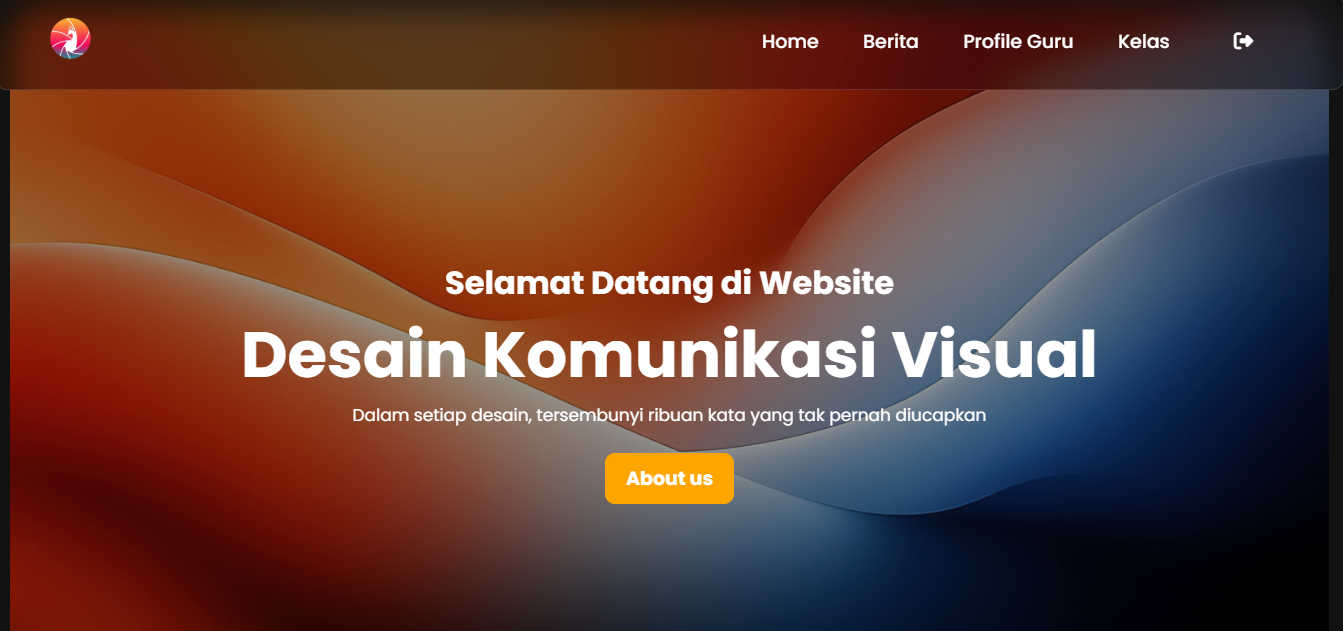 Home Berita Profile Guru Kelas
Selamat Datang di Website
Desain Komunikasi Visual
Dalam setiap desain, tersembunyi ribuan kata yang tak pernah diucapkan
About us